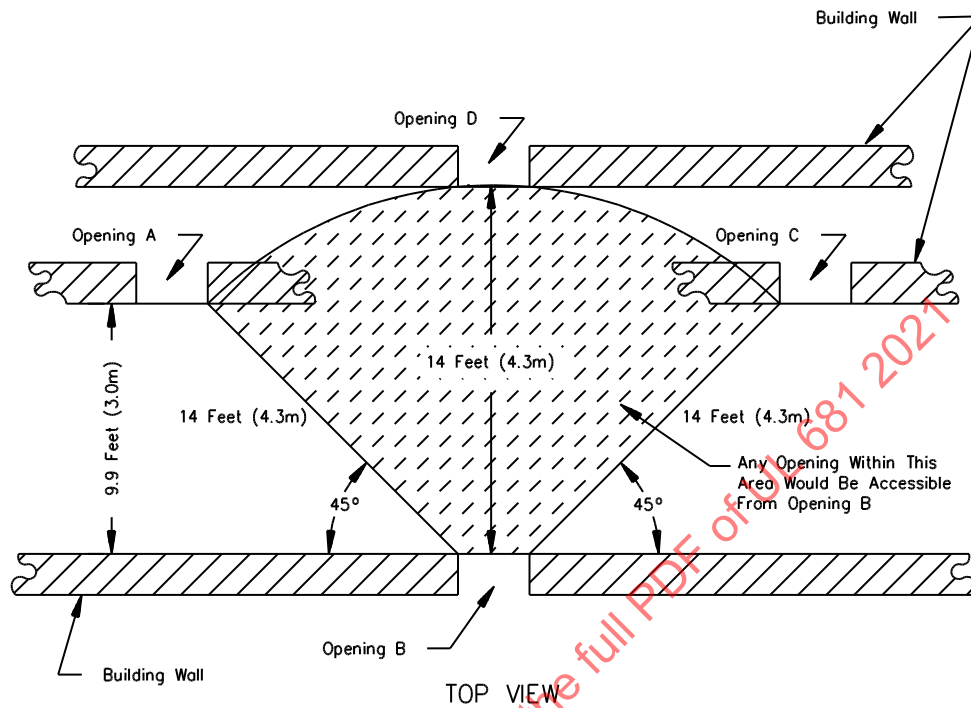 Building Wall
Opening D
Opening A
Opening C
14 Feet (4.3m)
9.9 Feet (3.0m)
14 Feet (4.3m)
14 Feet (4.3m)
Any Opening Within This
Area Would Be Accessible
From Opening B
45°
45°
Opening B
Building Wall
TOP VIEW
the full PDF of UL 681 2021